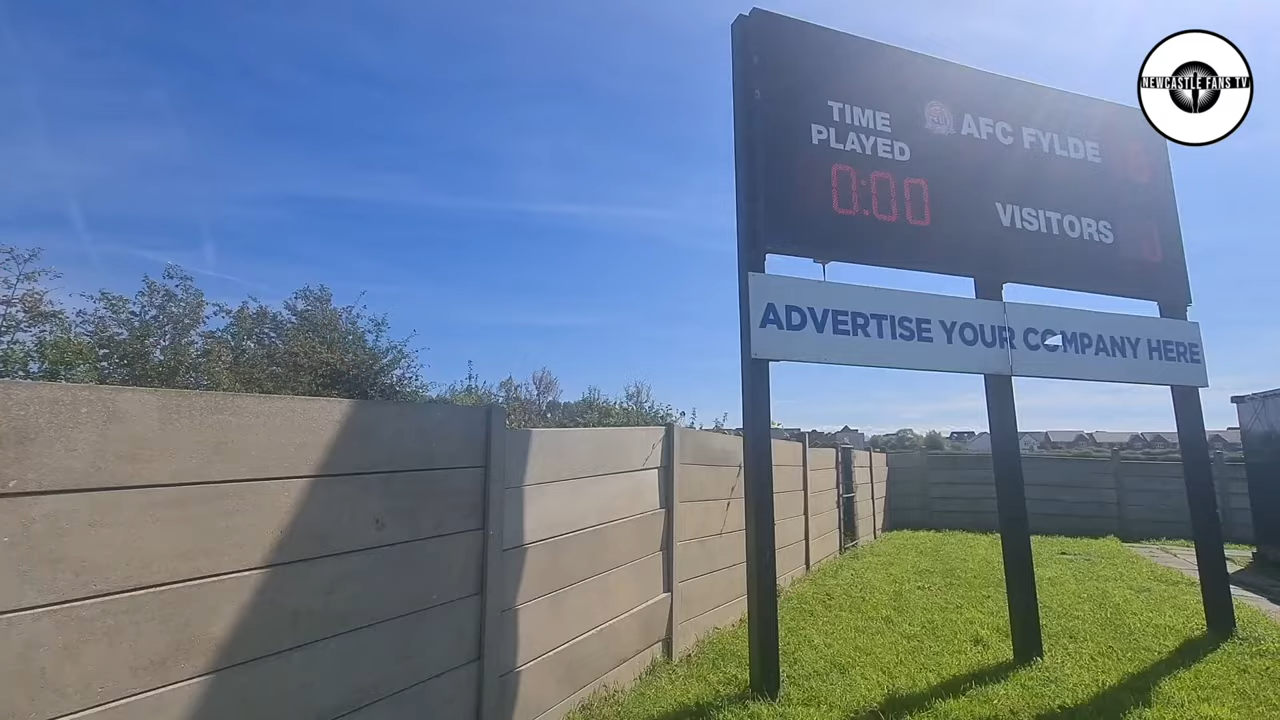 NEWCASTLE FANS TV
TIME
PLAYED
AFC FYLDE
0:00
VISITORS
ADVERTISE YOUR COMPANY HERE